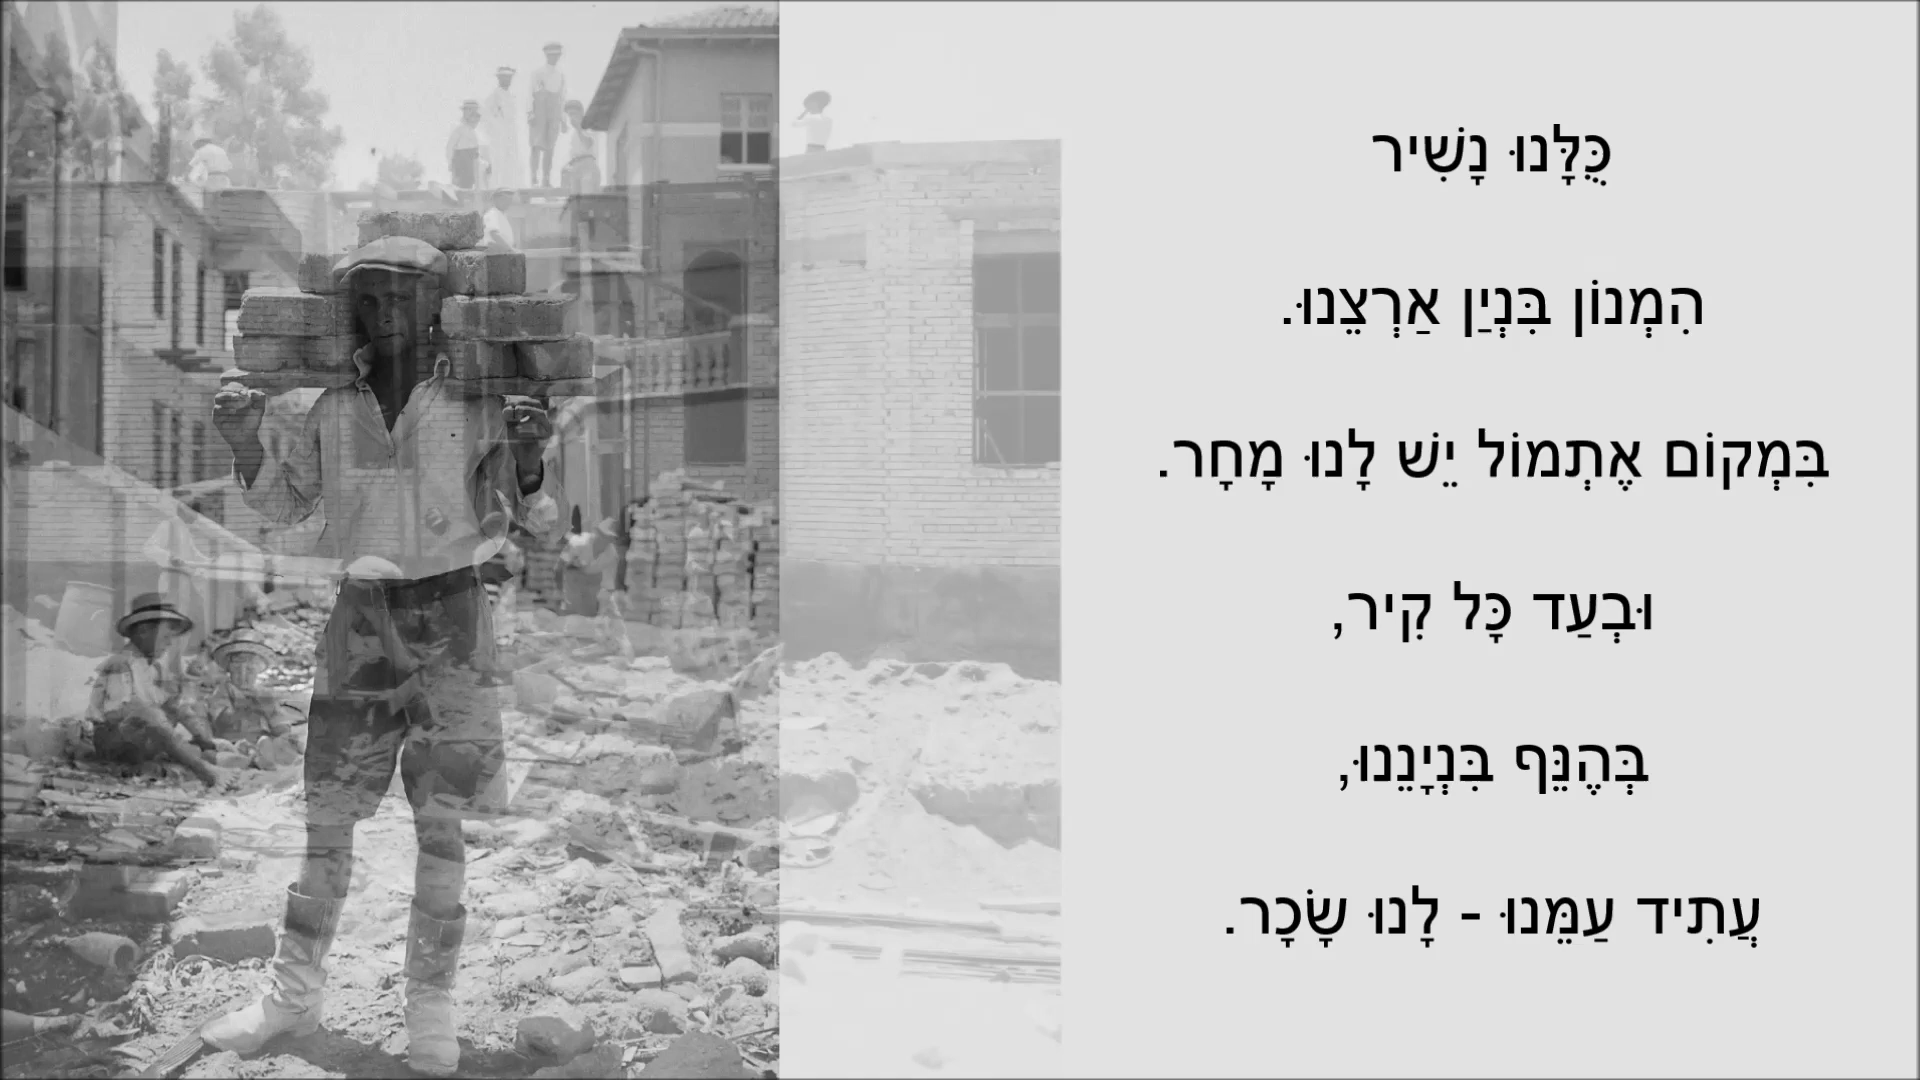 כֻּלָּנוּ נָשִׁיר
הִמְנוֹן בִּנְיַן אַרְצֵנוּ.
בִּמְקוֹם אֶתְמוֹל יֵשׁ לָנוּ מָחָר.
וּבְעַד כָּל קִיר,
בְּהֶנֵּף בִּנְיָנֵנוּ,
עֲתִיד עַמֵּנוּ - לָנוּ שָׂכָר.